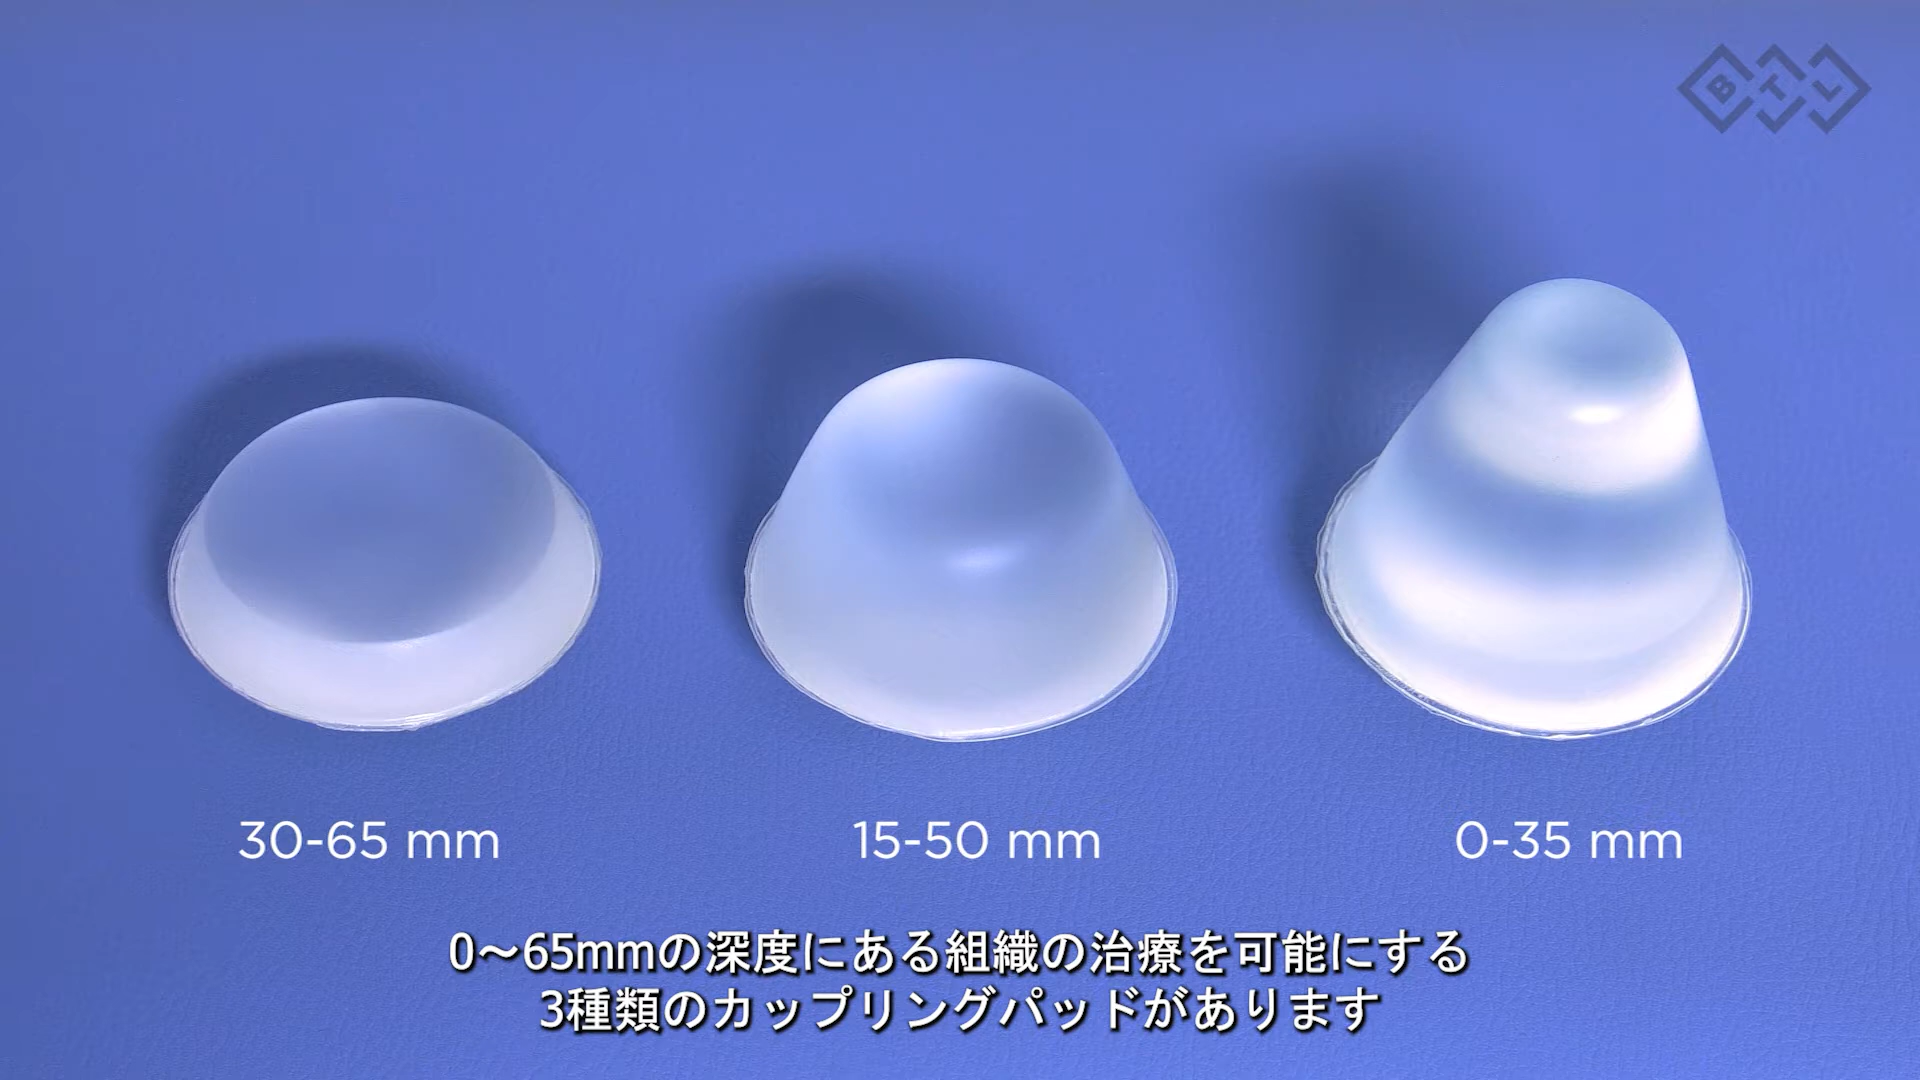 BTL
30-65 mm
15-50 mm
0-35 mm
0～65mmの深度にある組織の治療を可能にする
3種類のカップリングパッドがあります